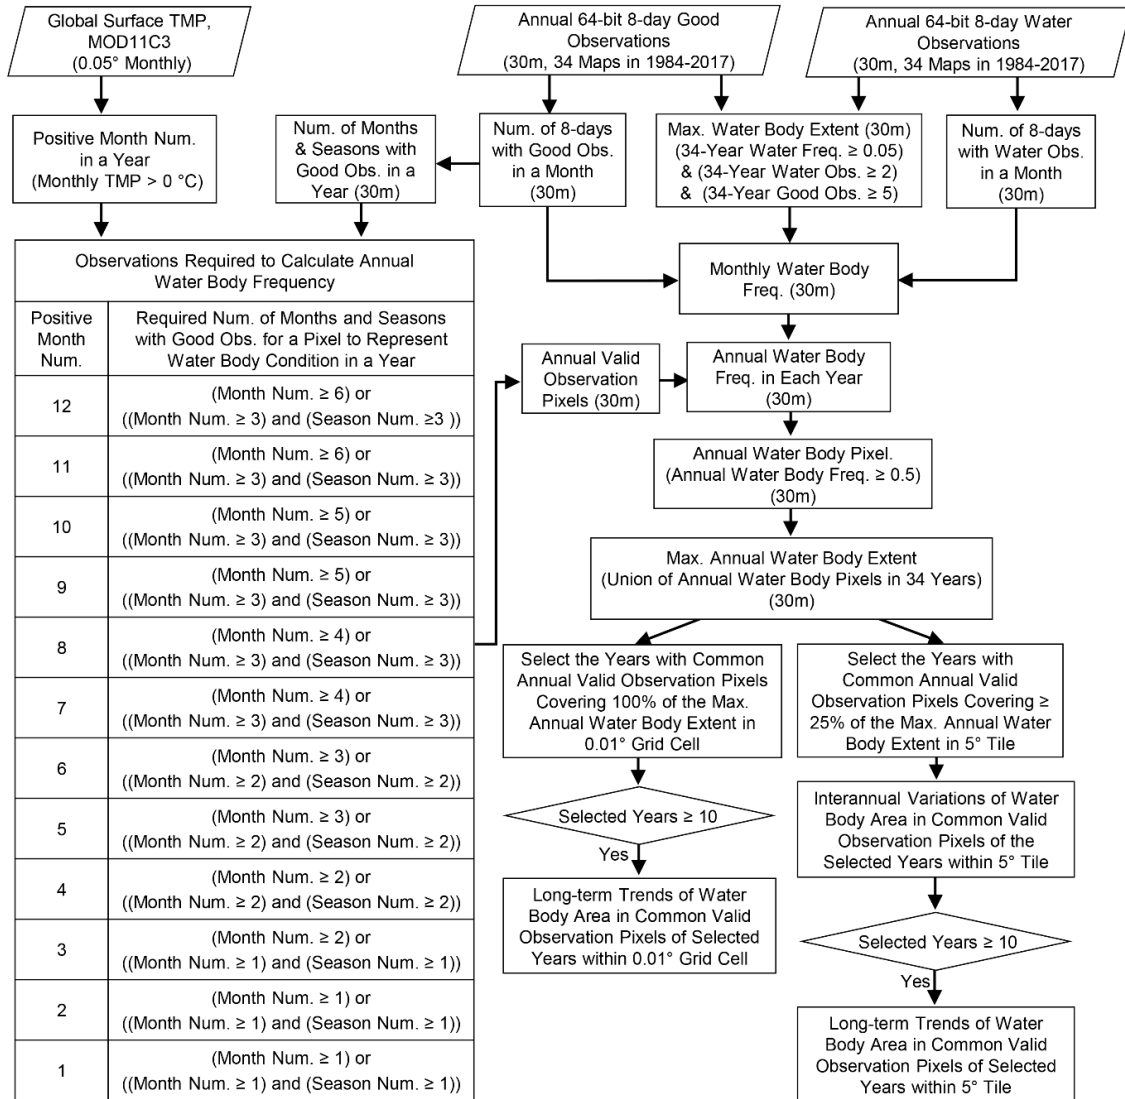 Global Surface TMP,
MOD11C3
(0.05° Monthly)
Annual 64-bit 8-day Good
Observations
(30m, 34 Maps in 1984-2017)
Annual 64-bit 8-day Water
Observations
(30m, 34 Maps in 1984-2017)
Positive Month Num.
in a Year
(Monthly TMP > 0 °C)
Num. of Months
& Seasons with
Good Obs. in a
Year (30m)
Num. of 8-days
with Good Obs.
in a Month
(30m)
Max. Water Body Extent (30m)
(34-Year Water Freq. ≥ 0.05)
& (34-Year Water Obs. ≥ 2)
& (34-Year Good Obs. ≥ 5)
Num. of 8-days
with Water Obs.
in a Month
(30m)
Observations Required to Calculate Annual
Water Body Frequency
Positive
Month
Num.
Required Num. of Months and Seasons
with Good Obs. for a Pixel to Represent
Water Body Condition in a Year
12
(Month Num. ≥ 6) or
((Month Num. ≥ 3) and (Season Num. ≥3 ))
11
(Month Num. ≥ 6) or
((Month Num. ≥ 3) and (Season Num. ≥ 3))
10
(Month Num. ≥ 5) or
((Month Num. ≥ 3) and (Season Num. ≥ 3))
9
(Month Num. ≥ 5) or
((Month Num. ≥ 3) and (Season Num. ≥ 3))
8
(Month Num. ≥ 4) or
((Month Num. ≥ 3) and (Season Num. ≥ 3))
7
(Month Num. ≥ 4) or
((Month Num. ≥ 3) and (Season Num. ≥ 3))
6
(Month Num. ≥ 3) or
((Month Num. ≥ 2) and (Season Num. ≥ 2))
5
(Month Num. ≥ 3) or
((Month Num. ≥ 2) and (Season Num. ≥ 2))
4
(Month Num. ≥ 2) or
((Month Num. ≥ 2) and (Season Num. ≥ 2))
3
(Month Num. ≥ 2) or
((Month Num. ≥ 1) and (Season Num. ≥ 1))
2
(Month Num. ≥ 1) or
((Month Num. ≥ 1) and (Season Num. ≥ 1))
1
(Month Num. ≥ 1) or
((Month Num. ≥ 1) and (Season Num. ≥ 1))
Monthly Water Body
Freq. (30m)
Annual Valid
Observation
Pixels (30m)
Annual Water Body
Freq. in Each Year
(30m)
Annual Water Body Pixel.
(Annual Water Body Freq. ≥ 0.5)
(30m)
Max. Annual Water Body Extent
(Union of Annual Water Body Pixels in 34 Years)
(30m)
Select the Years with Common
Annual Valid Observation Pixels
Covering 100% of the Max.
Annual Water Body Extent in
0.01° Grid Cell
Selected Years ≥ 10
Yes
Long-term Trends of Water
Body Area in Common Valid
Observation Pixels of Selected
Years within 0.01° Grid Cell
Select the Years with
Common Annual Valid
Observation Pixels Covering ≥
25% of the Max. Annual Water
Body Extent in 5° Tile
Interannual Variations of Water
Body Area in Common Valid
Observation Pixels of the
Selected Years within 5° Tile
Selected Years ≥ 10
Yes
Long-term Trends of Water
Body Area in Common Valid
Observation Pixels of Selected
Years within 5° Tile